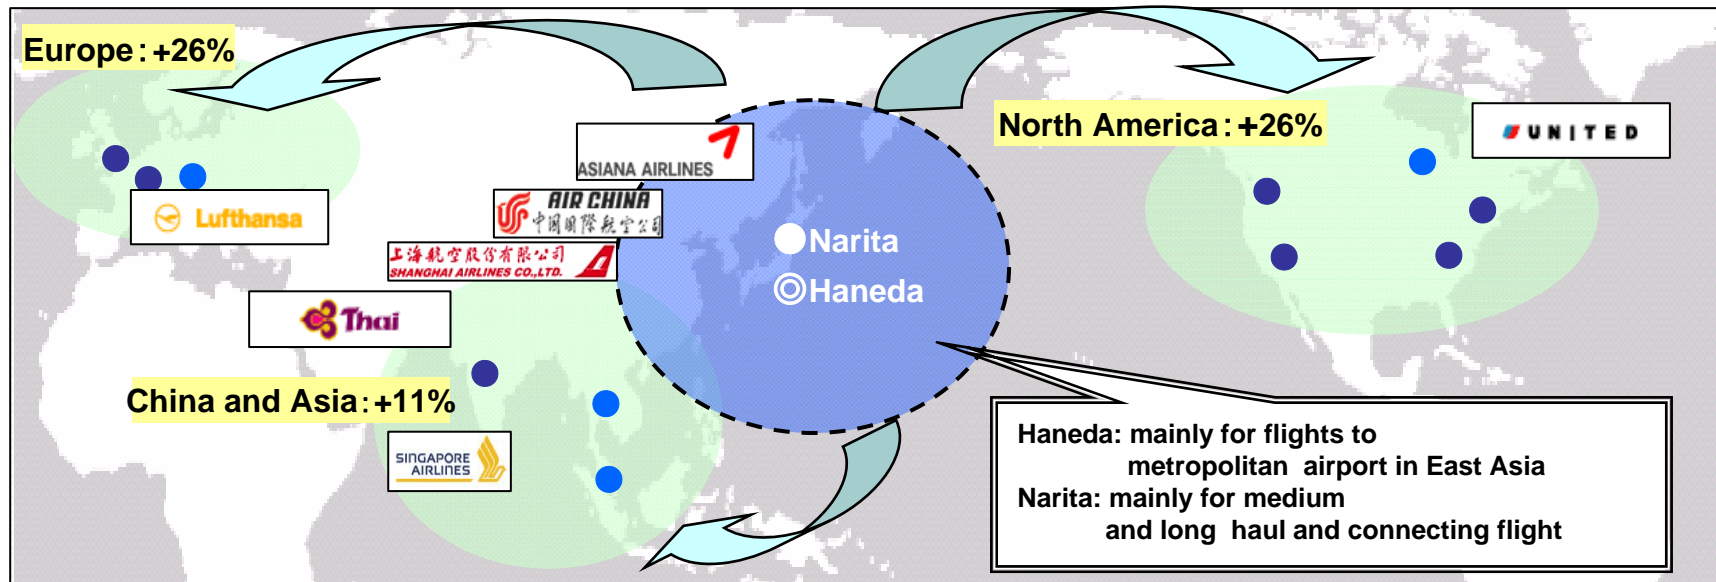 Europe：+26%
North America：+26%
UNITED
ASIANA AIRLINES
Lufthansa
AIR CHINA
中国国际航空公司
上海航空股份有限公司
SHANGHAI AIRLINES CO.,LTD.
Narita
Haneda
Thai
China and Asia：+11%
SINGAPORE
AIRLINES
Haneda: mainly for flights to
metropolitan airport in East Asia
Narita: mainly for medium
and long haul and connecting flight